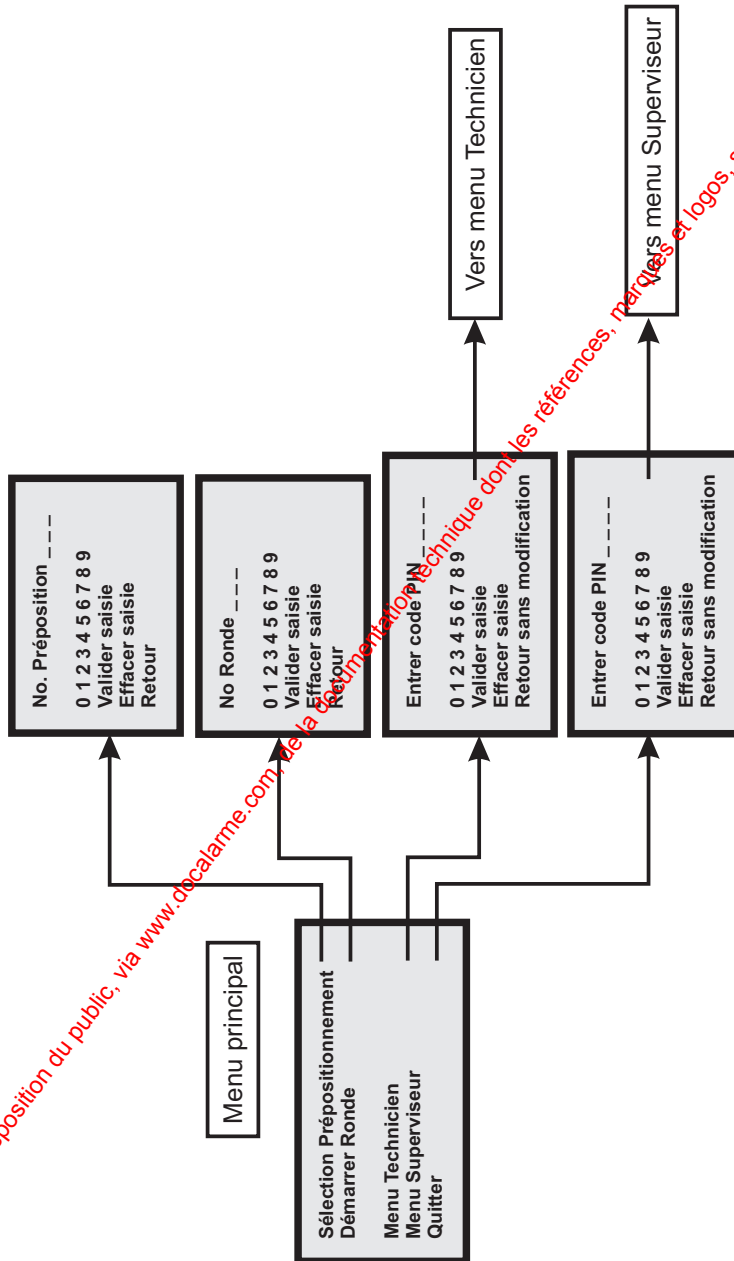 Menu principal
Sélection Prépositionnement
Démarrer Ronde
Menu Technicien
Menu Superviseur
Quitter
No. Préposition _ _ _
0 1 2 3 4 5 6 7 8 9
Valider saisie
Effacer saisie
Retour
No Ronde _ _ _
0 1 2 3 4 5 6 7 8 9
Valider saisie
Effacer saisie
Retour
Entrer code PIN _ _ _ _
0 1 2 3 4 5 6 7 8 9
Valider saisie
Effacer saisie
Retour sans modification
Vers menu Technicien
Entrer code PIN _ _ _ _
0 1 2 3 4 5 6 7 8 9
Valider saisie
Effacer saisie
Retour sans modification
Vers menu Superviseur
position du public, via www.docalarme.com, de la documentation technique dont les références, marques et logos, s